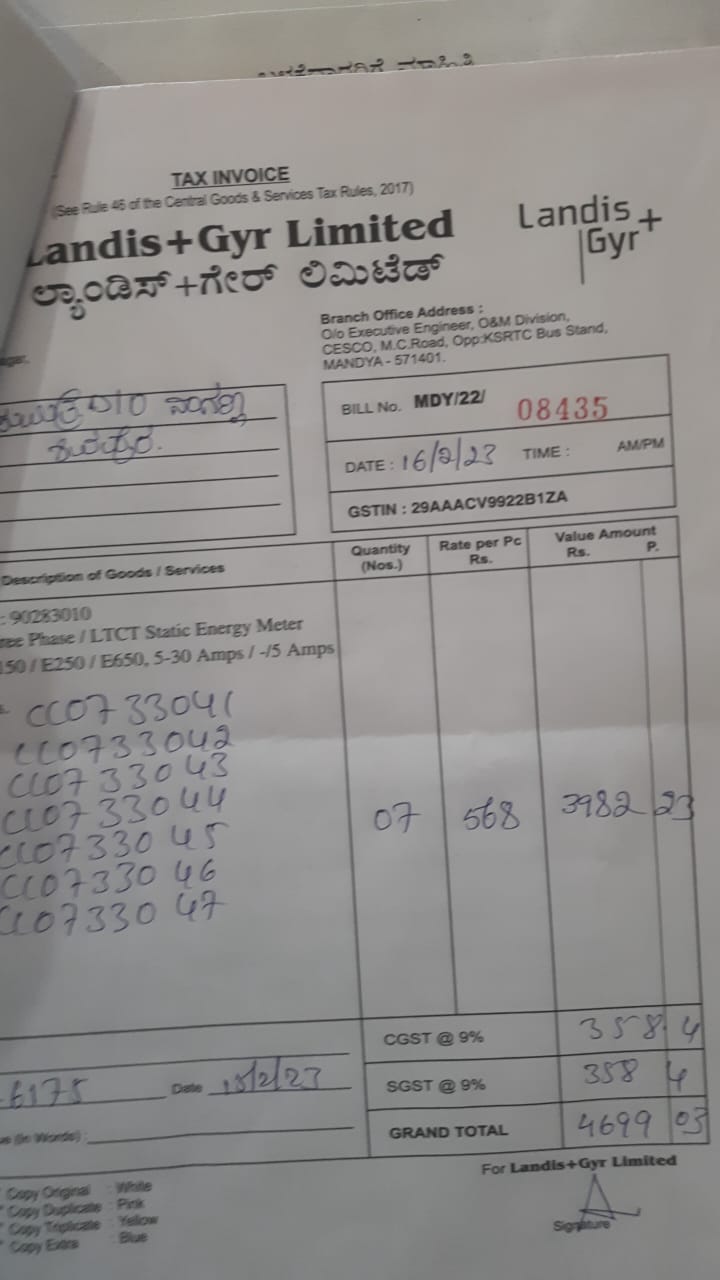 TAX INVOICE
(See Rule 46 of the Central Goods & Services Tax Rules, 2017)
Landis+Gyr Limited
Landis+
Gyr
ಲ್ಯಾಂಡಿಸ್+ಗೇರ್ ಲಿಮಿಟೆಡ್
Branch Office Address :
O/o Executive Engineer, O&M Division,
CESCO, M.C.Road, Opp:KSRTC Bus Stand,
MANDYA - 571401.
BILL No. MDY/22/ 08435
DATE : 16/2/23 TIME : AM/PM
GSTIN : 29AAACV9922B1ZA
Description of Goods / Services
Quantity (Nos.)
Rate per Pc Rs.
Value Amount Rs. P.
: 90283010
ree Phase / LTCT Static Energy Meter
150 / E250 / E650, 5-30 Amps / -/5 Amps
CC0733041
CC0733042
CC0733043
CC0733044
CC0733045
CC0733046
CC0733047
07 568 3982 23
CGST @ 9% 358 4
SGST @ 9% 358 4
6175 Date 15/2/23
GRAND TOTAL 4699 03
(In Words) :
For Landis+Gyr Limited
Copy Original : White
Copy Duplicate : Pink
Copy Triplicate : Yellow
Copy Extra : Blue
Signature